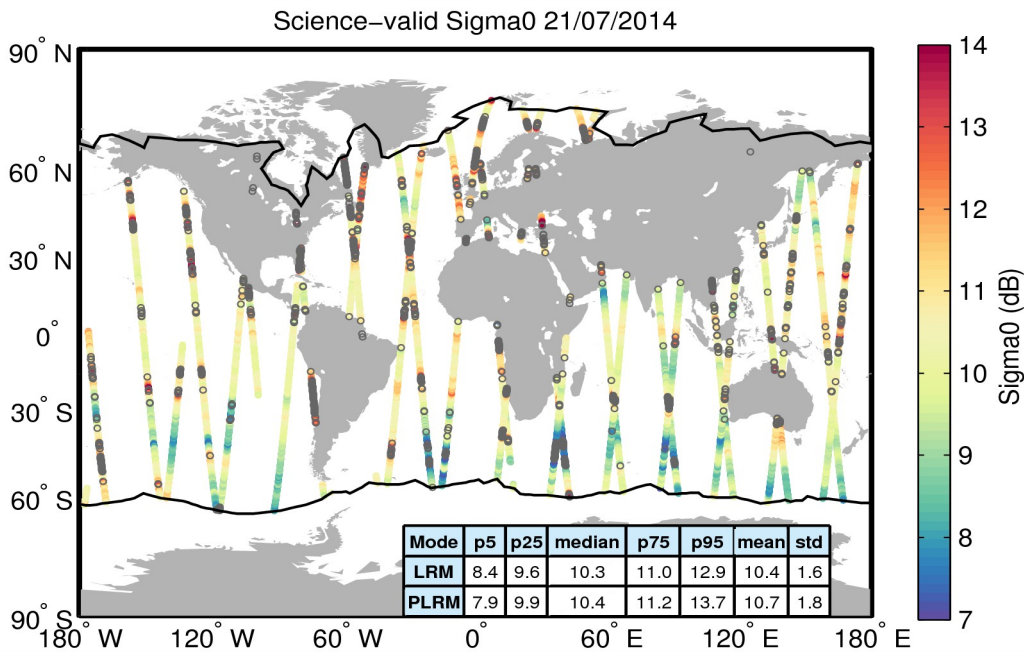 Science−valid Sigma0 21/07/2014
90° N
60° N
30° N
0°
30° S
60° S
90° S
180° W 120° W 60° W 0° 60° E 120° E 180° E
Mode p5 p25 median p75 p95 mean std
LRM 8.4 9.6 10.3 11.0 12.9 10.4 1.6
PLRM 7.9 9.9 10.4 11.2 13.7 10.7 1.8
14
13
12
11
10
9
8
7
Sigma0 (dB)